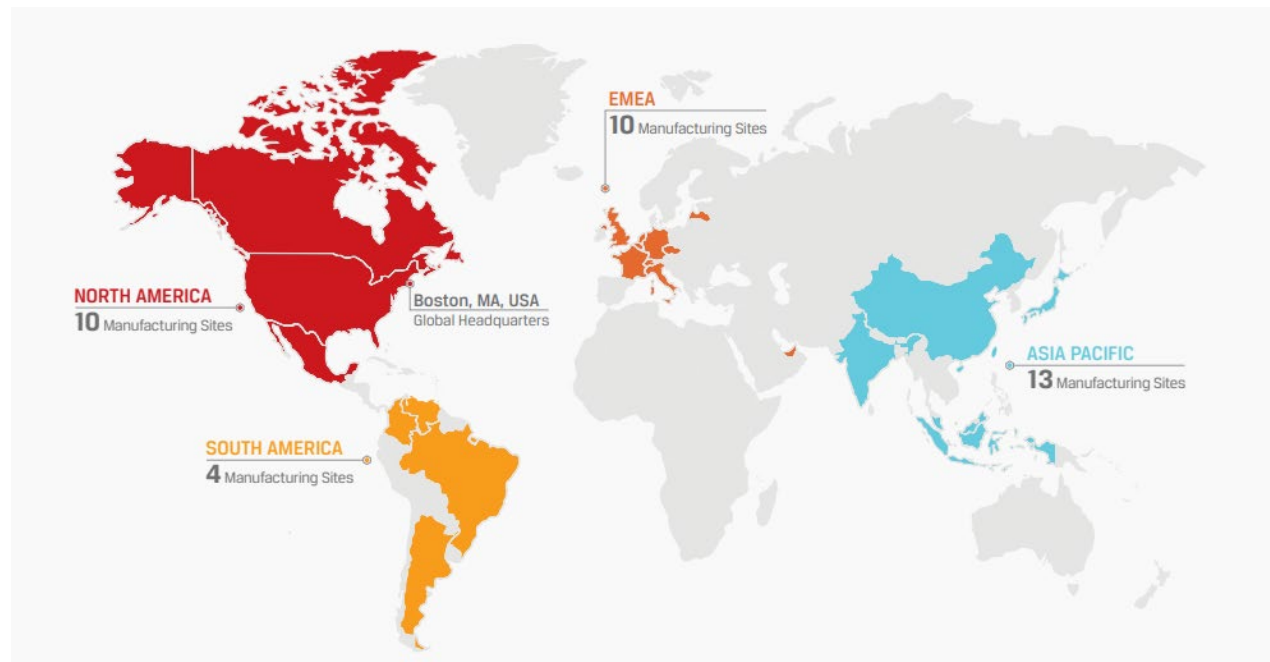 EMEA
10 Manufacturing Sites
NORTH AMERICA
10 Manufacturing Sites
Boston, MA, USA
Global Headquarters
ASIA PACIFIC
13 Manufacturing Sites
SOUTH AMERICA
4 Manufacturing Sites